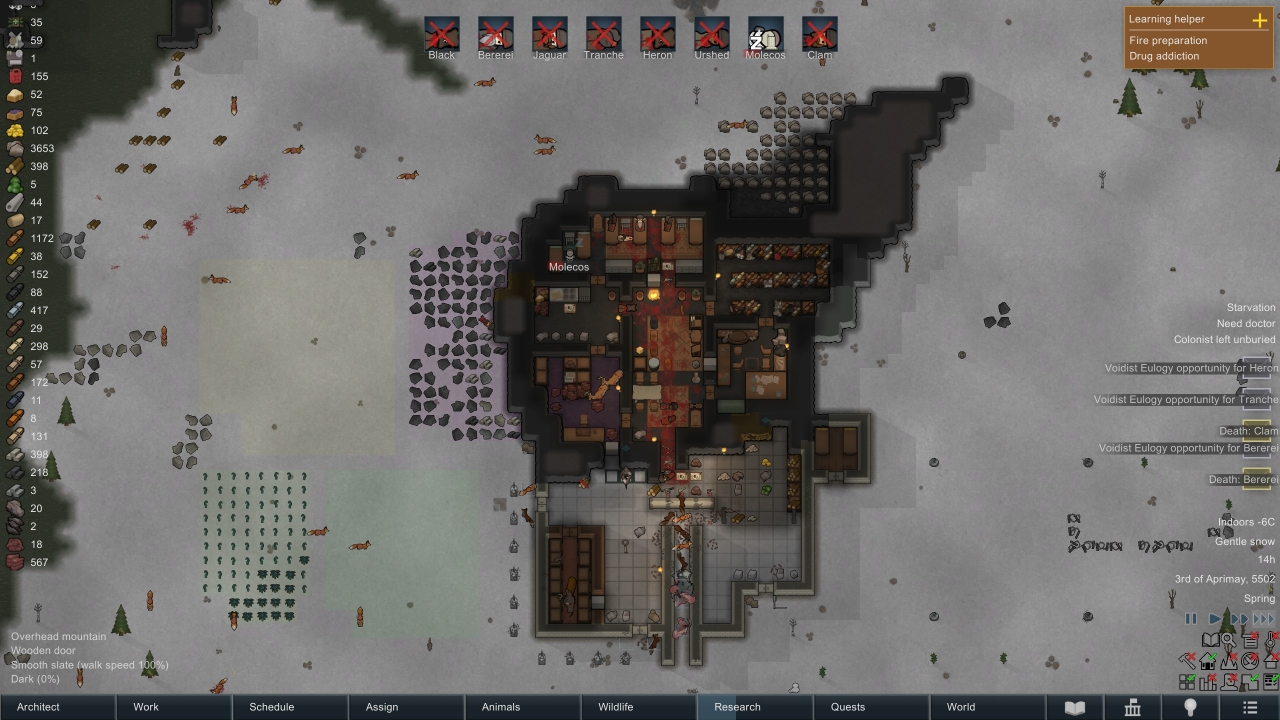 35
59
1
155
52
75
102
3653
398
5
44
17
1172
38
152
88
417
29
298
57
172
11
8
131
398
218
3
20
2
18
567
Black
Bererei
Jaguar
Tranche
Heron
Urshed
Molecos
Clam
Learning helper
Fire preparation
Drug addiction
Molecos
Starvation
Need doctor
Colonist left unburied
Voidist Eulogy opportunity for Heron
Voidist Eulogy opportunity for Tranche
Death: Clam
Voidist Eulogy opportunity for Bererei
Death: Bererei
Indoors -6C
Gentle snow
14h
3rd of Aprimay, 5502
Spring
Overhead mountain
Wooden door
Smooth slate (walk speed 100%)
Dark (0%)
Architect
Work
Schedule
Assign
Animals
Wildlife
Research
Quests
World